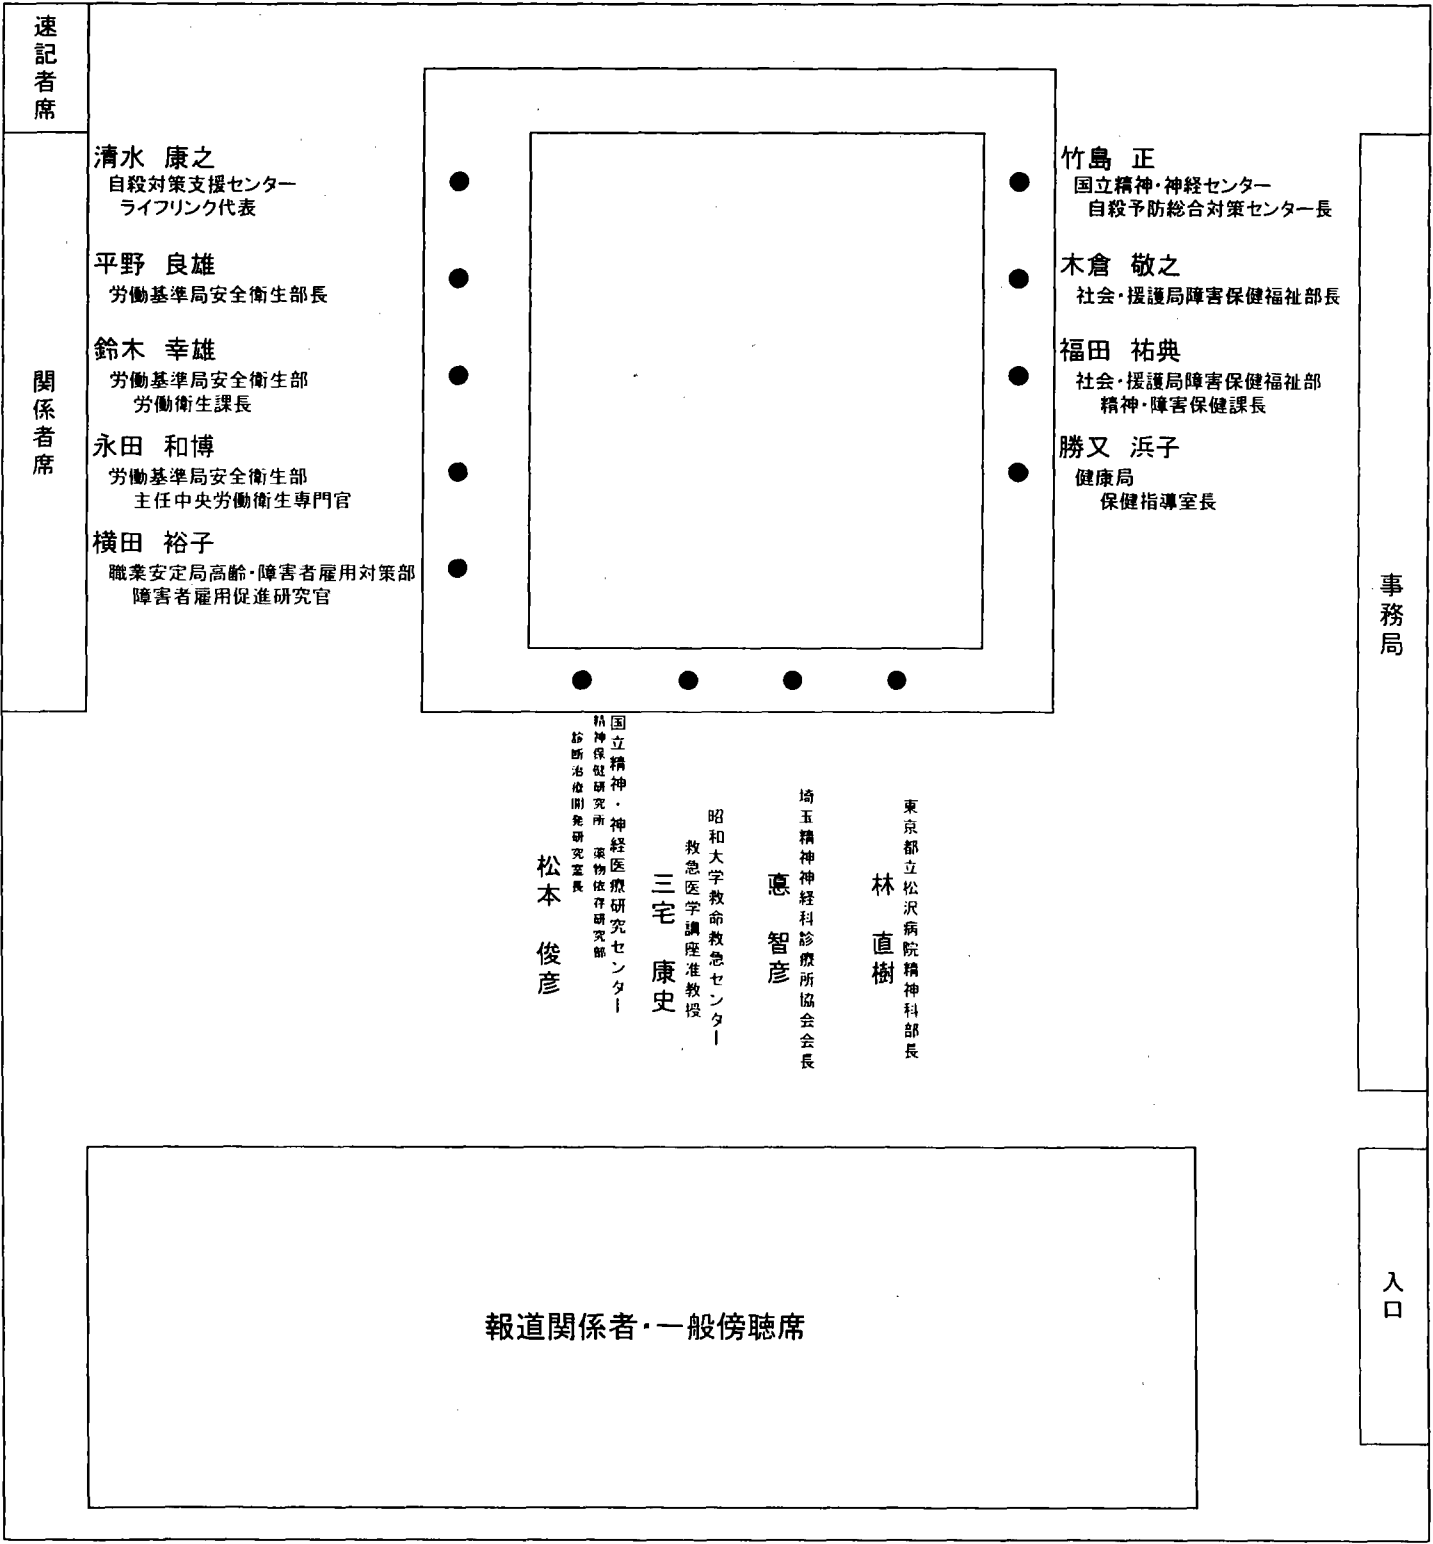 速記者席
関係者席
清水 康之
自殺対策支援センター
ライフリンク代表
平野 良雄
労働基準局安全衛生部長
鈴木 幸雄
労働基準局安全衛生部
労働衛生課長
永田 和博
労働基準局安全衛生部
主任中央労働衛生専門官
横田 裕子
職業安定局高齢・障害者雇用対策部
障害者雇用促進研究官
竹島 正
国立精神・神経センター
自殺予防総合対策センター長
木倉 敬之
社会・援護局障害保健福祉部長
福田 祐典
社会・援護局障害保健福祉部
精神・障害保健課長
勝又 浜子
健康局
保健指導室長
事務局
東京都立松沢病院精神科部長
林 直樹
埼玉精神神経科診療所協会会長
悳 智彦
昭和大学救命救急センター
救急医学講座准教授
三宅 康史
国立精神・神経医療研究センター
精神保健研究所 薬物依存研究部
診断治療開発研究室長
松本 俊彦
報道関係者・一般傍聴席
入口